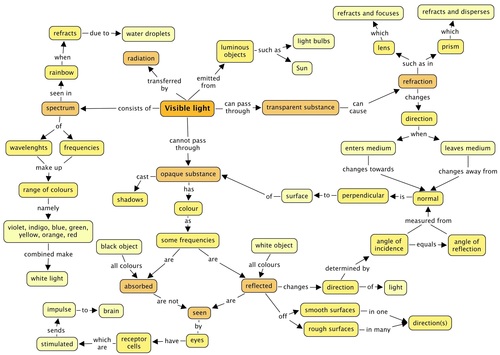 refracts and focuses
refracts and disperses
refracts
due to
water droplets
which
which
radiation
luminous
objects
light bulbs
such as
Sun
lens
prism
when
such as in
rainbow
transferred
by
emitted
from
refraction
seen in
spectrum
consists of
Visible light
can pass
through
transparent substance
can
cause
changes
of
direction
wavelenghts
frequencies
cannot pass
through
when
enters medium
leaves medium
make up
cast
opaque substance
changes towards
changes away from
range of colours
shadows
has
of
surface
to
perpendicular
is
normal
namely
colour
measured from
violet, indigo, blue, green,
yellow, orange, red
as
black object
some frequencies
white object
angle of
incidence
equals
angle of
reflection
combined make
all colours
are
are
all colours
determined by
white light
absorbed
reflected
changes
direction
of
light
impulse
to
brain
are not
seen
are
off
smooth surfaces
in one
direction(s)
sends
by
rough surfaces
in many
stimulated
which
are
receptor
cells
have
eyes